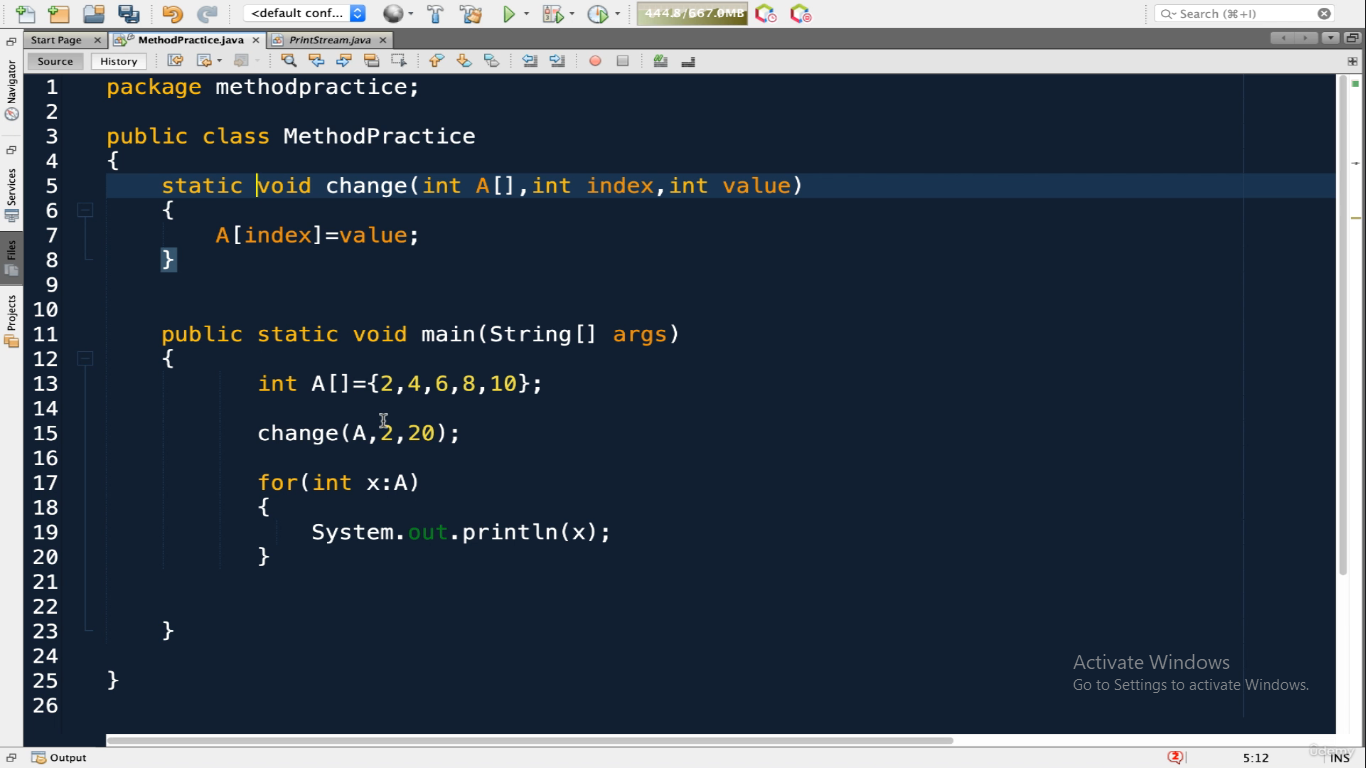 <default conf...
444.8/667.0MB
Search (⌘+I)
Start Page
MethodPractice.java
PrintStream.java
Source
History
Navigator
Services
Files
Projects
1 package methodpractice;
2
3 public class MethodPractice
4 {
5 static void change(int A[],int index,int value)
6 {
7 A[index]=value;
8 }
9
10
11 public static void main(String[] args)
12 {
13 int A[]={2,4,6,8,10};
14
15 change(A,2,20);
16
17 for(int x:A)
18 {
19 System.out.println(x);
20 }
21
22
23 }
24
25 }
26
Activate Windows
Go to Settings to activate Windows.
Output
2
5:12
INS
ûdemy